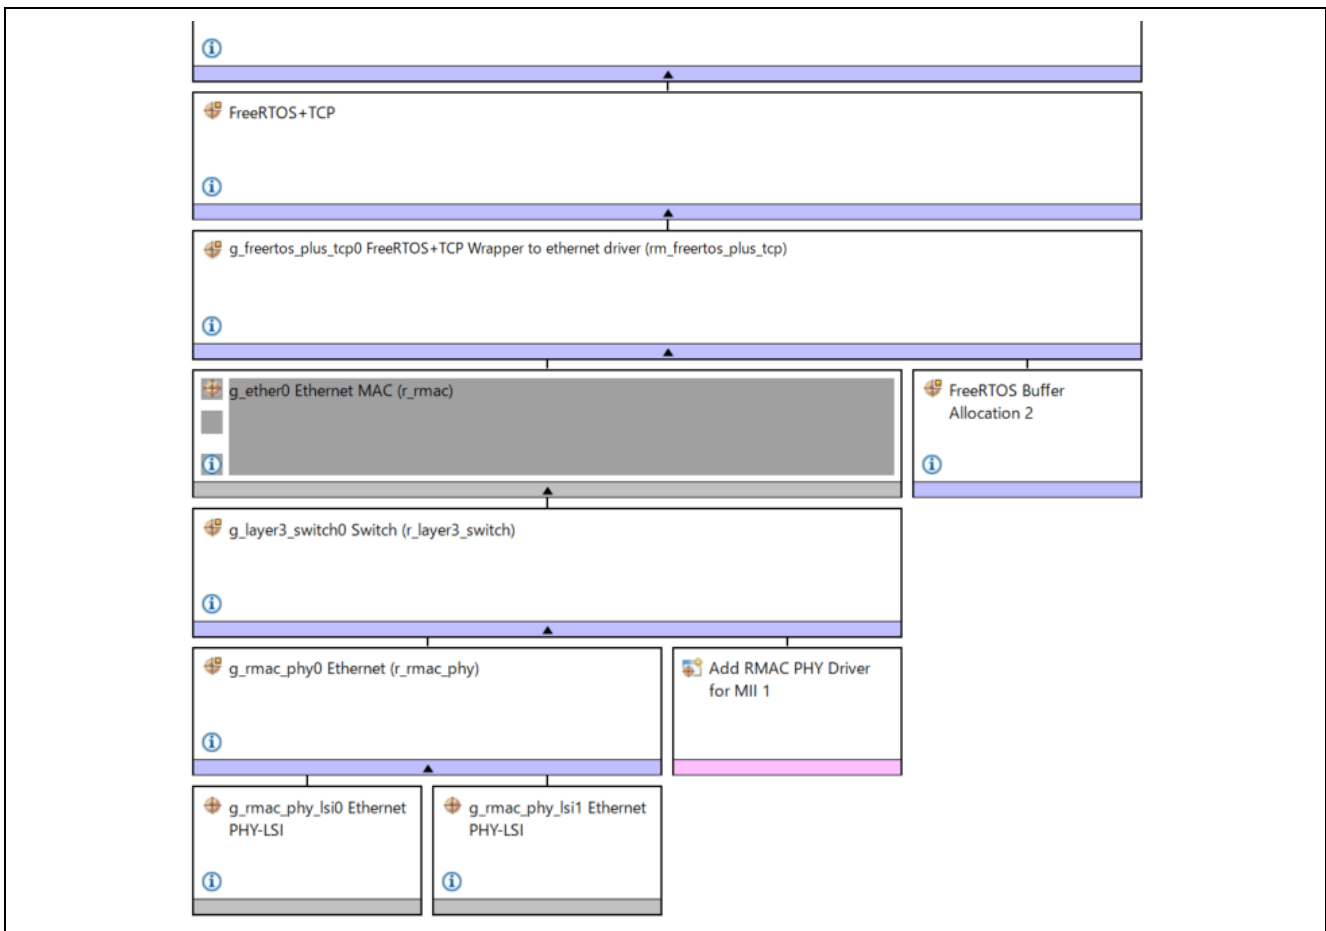 FreeRTOS+TCP
g_freertos_plus_tcp0 FreeRTOS+TCP Wrapper to ethernet driver (rm_freertos_plus_tcp)
g_ether0 Ethernet MAC (r_rmac)
FreeRTOS Buffer
Allocation 2
g_layer3_switch0 Switch (r_layer3_switch)
g_rmac_phy0 Ethernet (r_rmac_phy)
Add RMAC PHY Driver
for MII 1
g_rmac_phy_lsi0 Ethernet
PHY-LSI
g_rmac_phy_lsi1 Ethernet
PHY-LSI